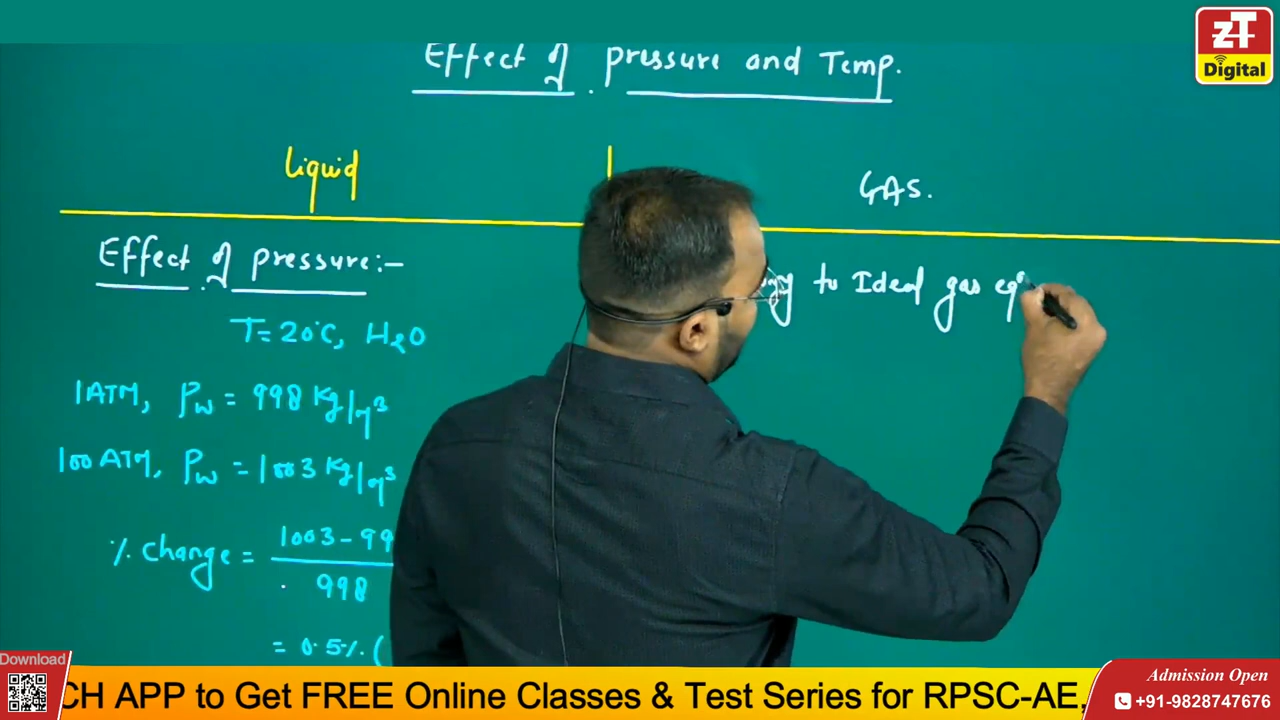 zT
Digital
Effect of pressure and Temp.
Liquid
GAS.
Effect of pressure:-
to Ideal gas eqn
T=20°C, H2O
1ATM, ρw = 998 Kg/m³
100 ATM, ρw = 1003 Kg/m³
% Change = 1003-99
998
= 0.5% (
Download
CH APP to Get FREE Online Classes & Test Series for RPSC-AE,
Admission Open
+91-9828747676